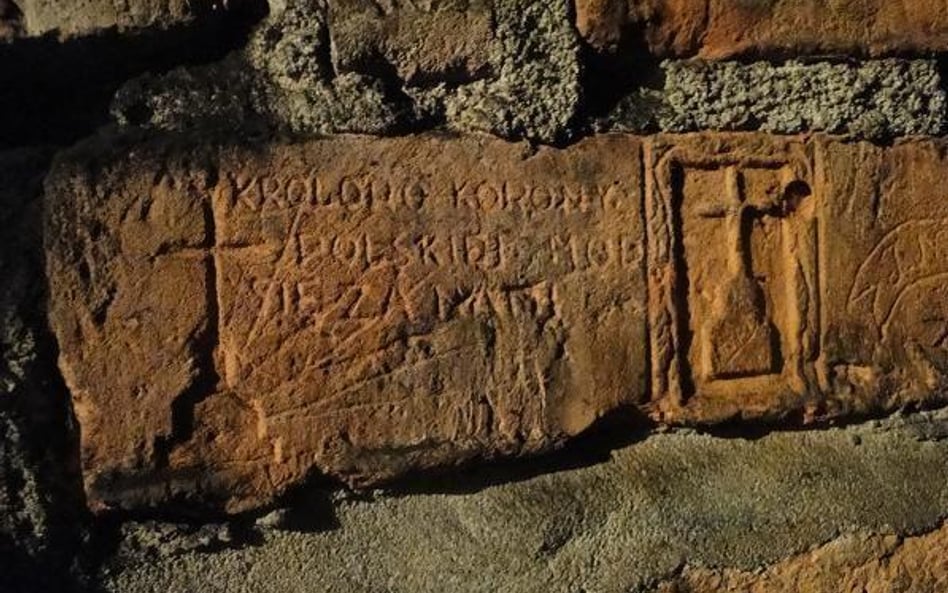 KROLOWO KORONY
POLSKIEJ MOD
SIE ZA NAMI